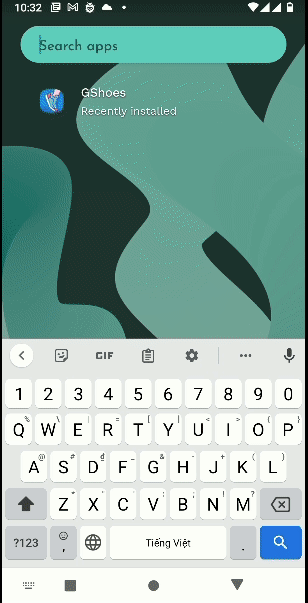 10:32
Search apps
GShoes
Recently installed
GIF
1 2 3 4 5 6 7 8 9 0
Q W E R T Y U I O P
A S D F G H J K L
Z X C V B N M
?123 , Tiếng Việt .